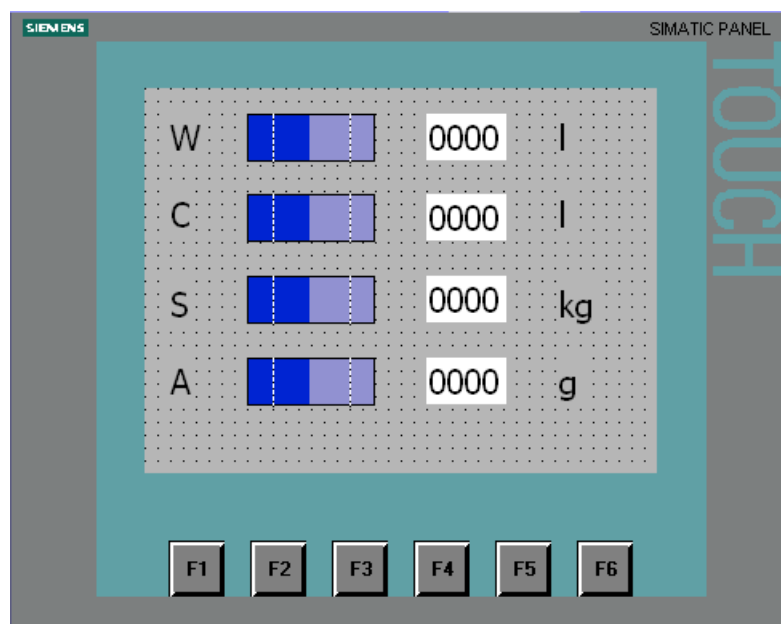 SIEMENS
SIMATIC PANEL
TOUCH
W 0000 l
C 0000 l
S 0000 kg
A 0000 g
F1 F2 F3 F4 F5 F6